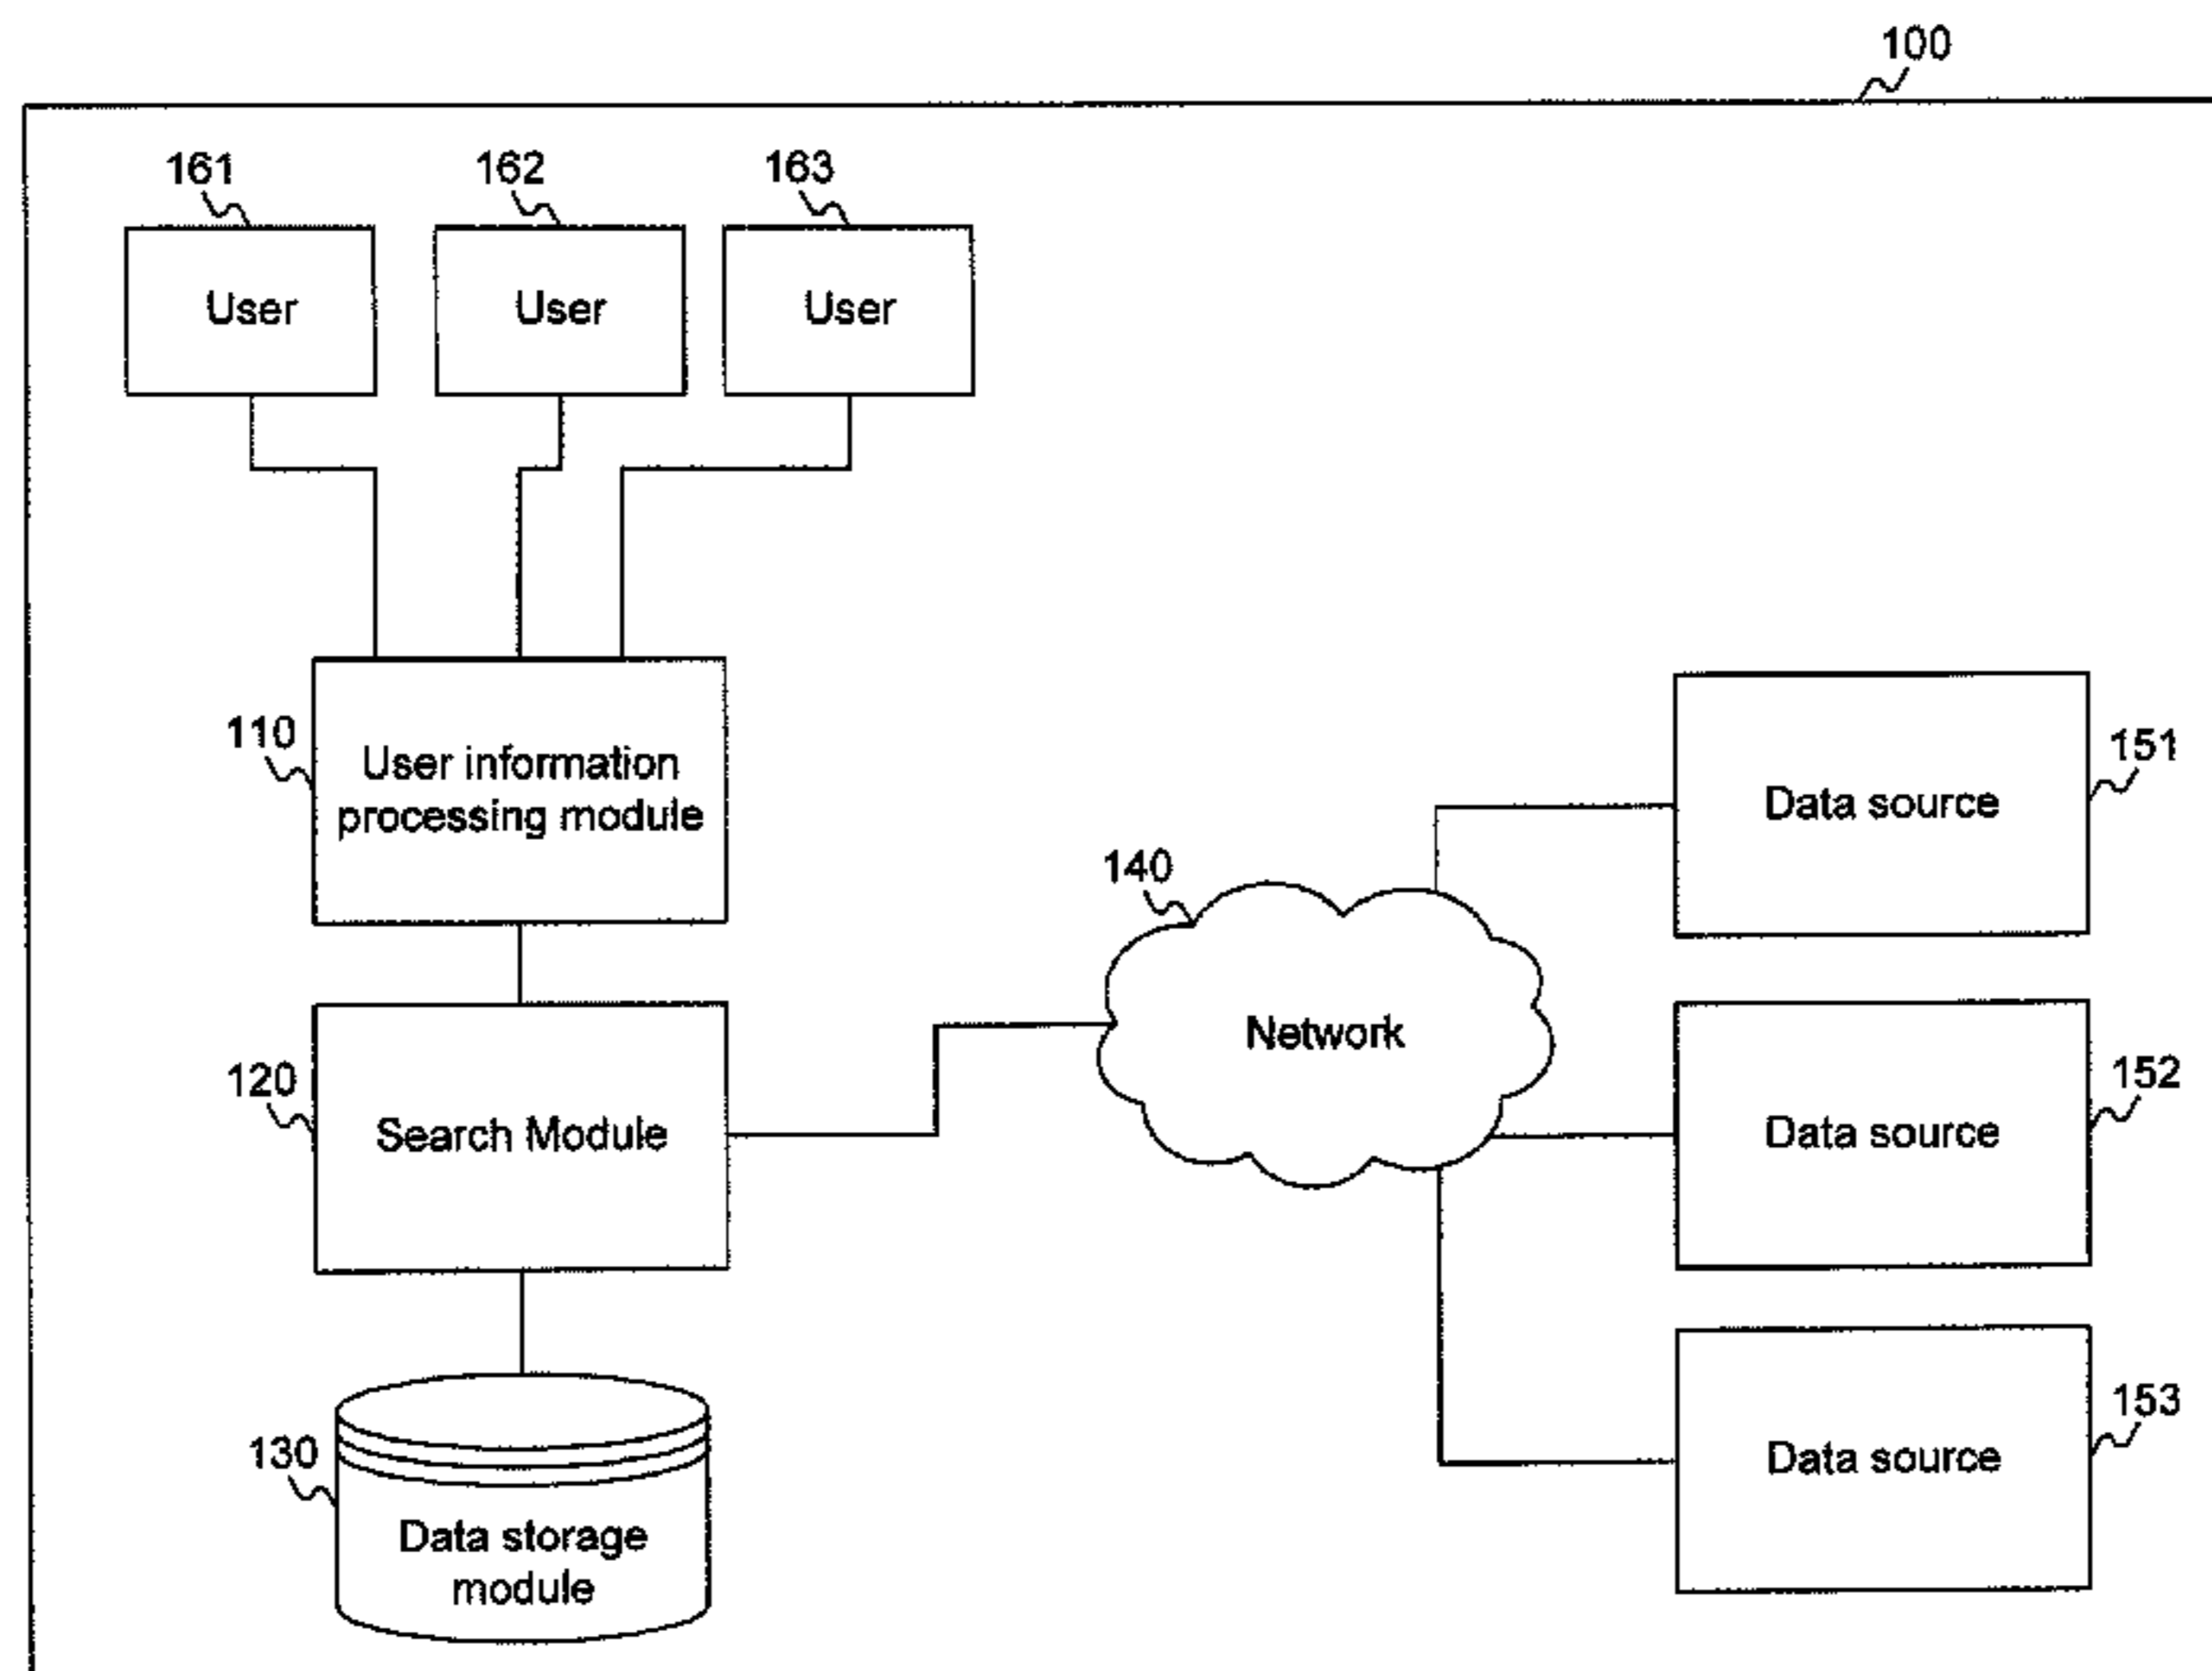 100
161
162
163
User
User
User
110
User information
processing module
151
Data source
140
Network
120
Search Module
152
Data source
153
Data source
130
Data storage
module